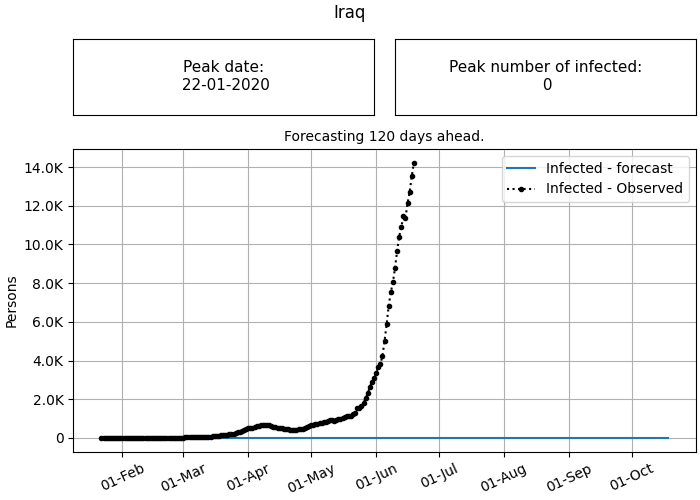 Iraq
Peak date:
22-01-2020
Peak number of infected:
0
Forecasting 120 days ahead.
Infected - forecast
Infected - Observed
14.0K
12.0K
10.0K
8.0K
6.0K
4.0K
2.0K
0
Persons
01-Feb
01-Mar
01-Apr
01-May
01-Jun
01-Jul
01-Aug
01-Sep
01-Oct